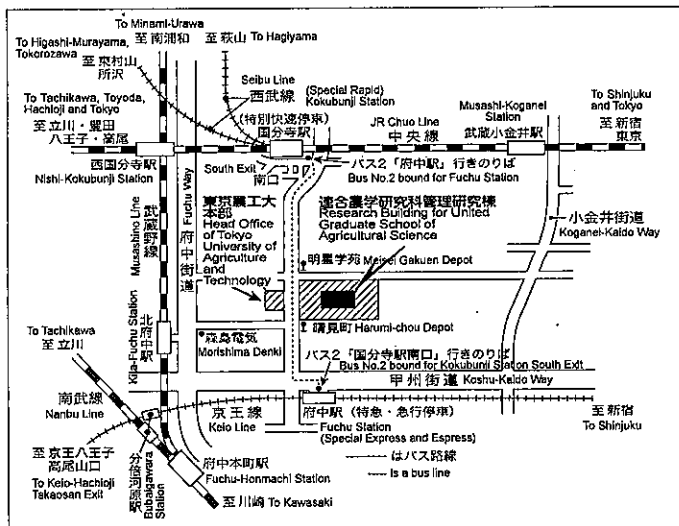 To Minami-Urawa
至南浦和
至萩山 To Hagiyama
To Higashi-Murayama,
Tokorozawa
至東村山
所沢
Seibu Line
西武線
(Special Rapid)
Kokubunji Station
(特別快速停車)
国分寺駅
To Tachikawa, Toyoda,
Hachioji and Tokyo
至立川・豊田
八王子・高尾
JR Chuo Line
中央線
Musashi-Koganei
Station
武蔵小金井駅
To Shinjuku
and Tokyo
至新宿
東京
西国分寺駅
Nishi-Kokubunji Station
South Exit
南口
バス2「府中駅」行きのりば
Bus No.2 bound for Fuchu Station
Fuchu Way
府中街道
Musashino Line
武蔵野線
東京農工大
本部
Head Office
of Tokyo
University of
Agriculture
and
Technology
連合農学研究科管理研究棟
Research Building for United
Graduate School of
Agricultural Science
小金井街道
Koganei-Kaido Way
明星学苑 Meisei Gakuen Depot
Kita-Fuchu Station
北府中駅
森島電気
Morishima Denki
晴見町 Harumi-chou Depot
バス2「国分寺駅南口」行きのりば
Bus No.2 bound for Kokubunji Station South Exit
甲州街道 Koshu-Kaido Way
To Tachikawa
至立川
南武線
Nanbu Line
京王線
Keio Line
府中駅(特急・急行停車)
Fuchu Station
(Special Express and Espress)
至新宿
To Shinjuku
至京王八王子
高尾山口
To Keio-Hachioji
Takaosan Exit
分倍河原駅
Bubaigawara
Station
府中本町駅
Fuchu-Honmachi Station
至川崎 To Kawasaki
はバス路線
Is a bus line